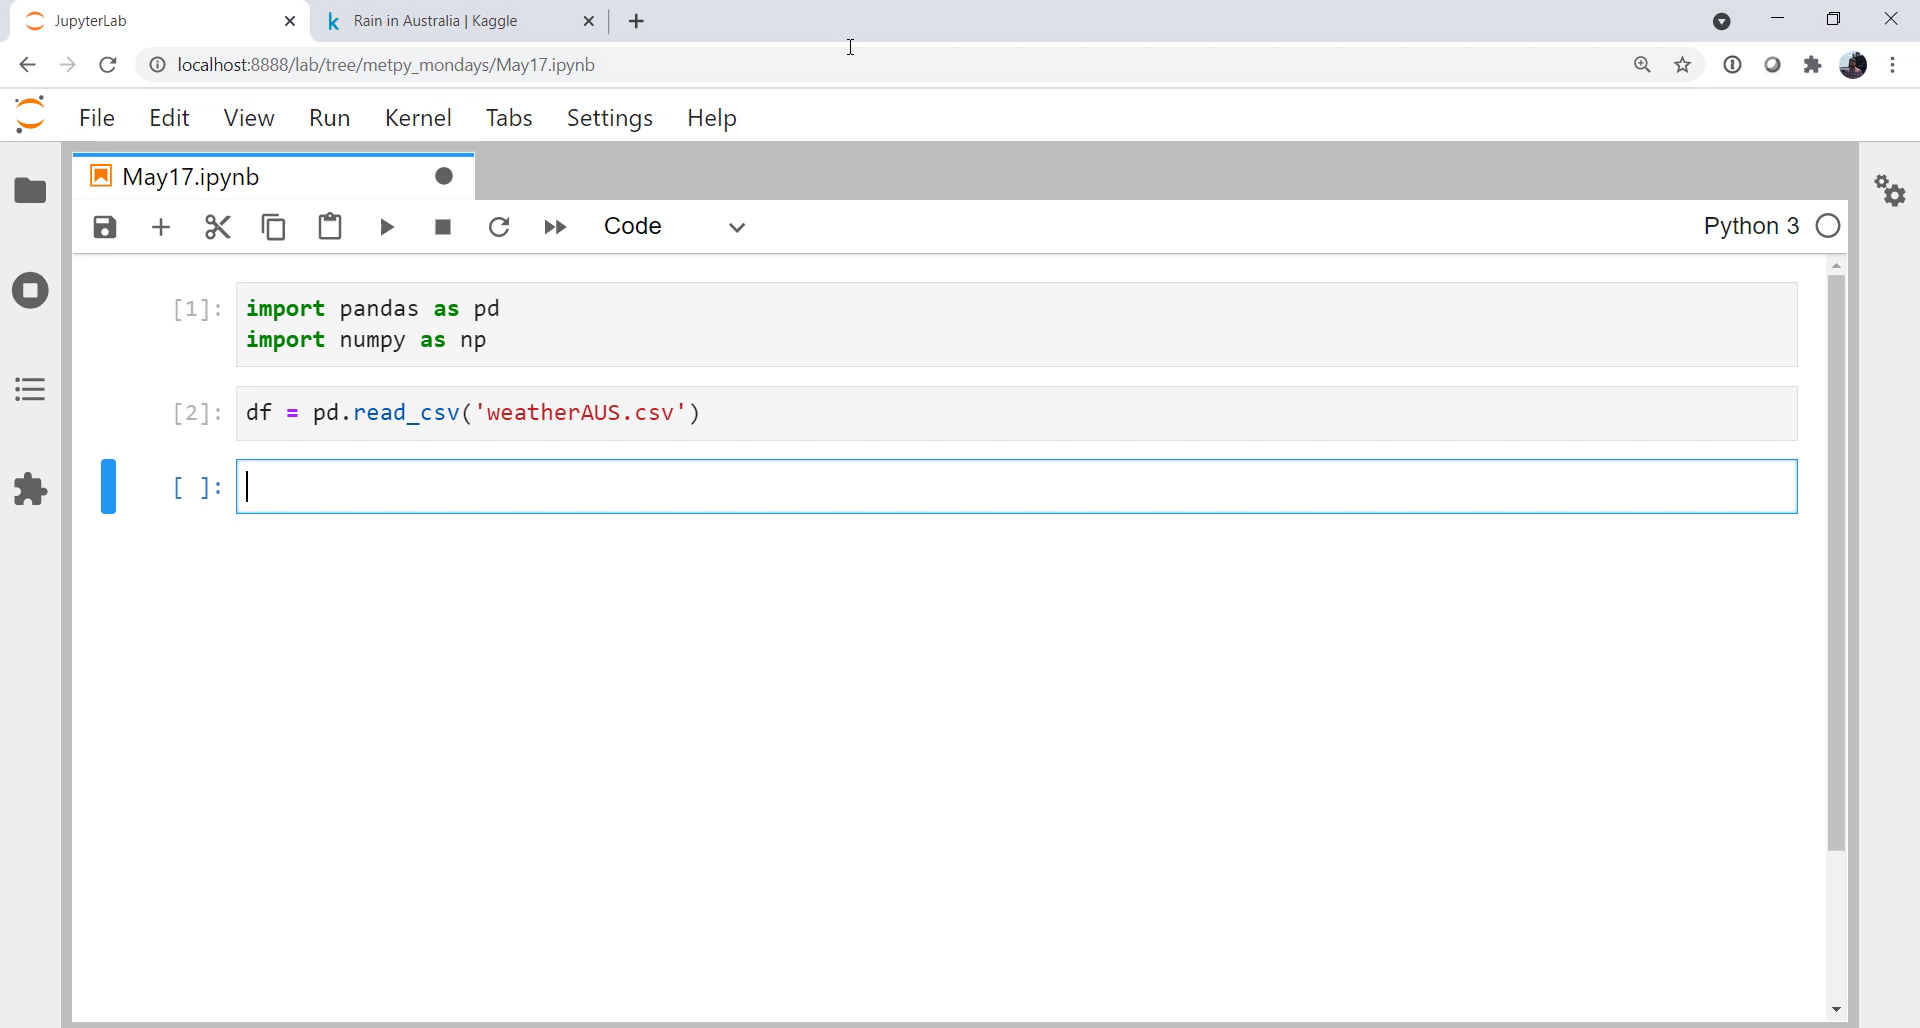 JupyterLab
Rain in Australia | Kaggle
localhost:8888/lab/tree/metpy_mondays/May17.ipynb
File Edit View Run Kernel Tabs Settings Help
May17.ipynb
Code
Python 3
[1]: import pandas as pd
import numpy as np
[2]: df = pd.read_csv('weatherAUS.csv')
[ ]: